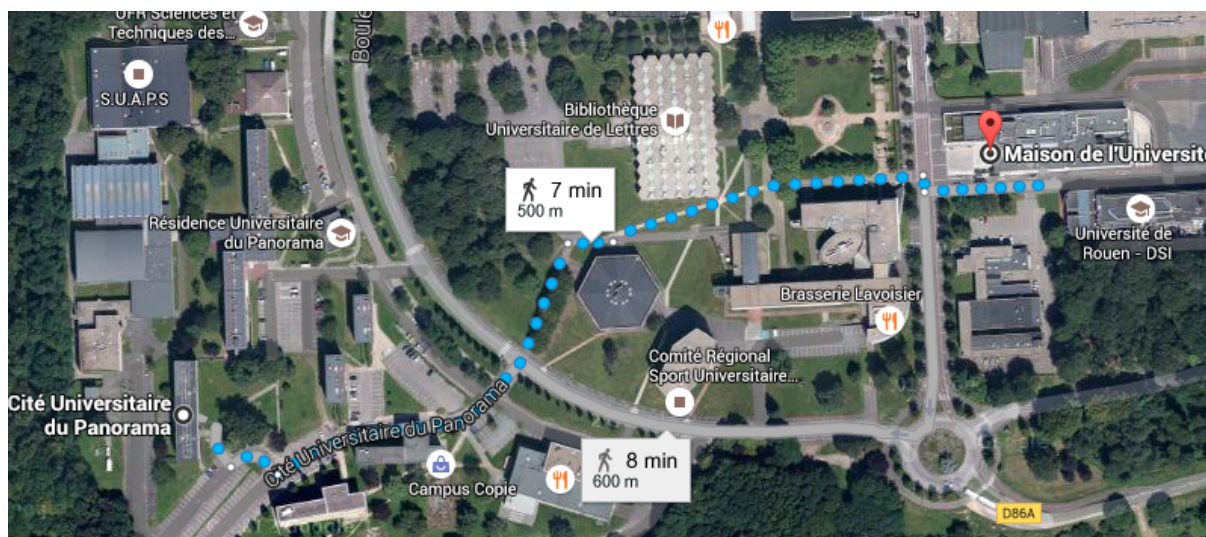 UFR Sciences et
Techniques des...
S.U.A.P.S
Boule
Bibliothèque
Universitaire de Lettres
Maison de l'Université
7 min
500 m
Résidence Universitaire
du Panorama
Université de
Rouen - DSI
Brasserie Lavoisier
Comité Régional
Sport Universitaire...
Cité Universitaire
du Panorama
Cité Universitaire du Panorama
8 min
600 m
Campus Copie
D86A